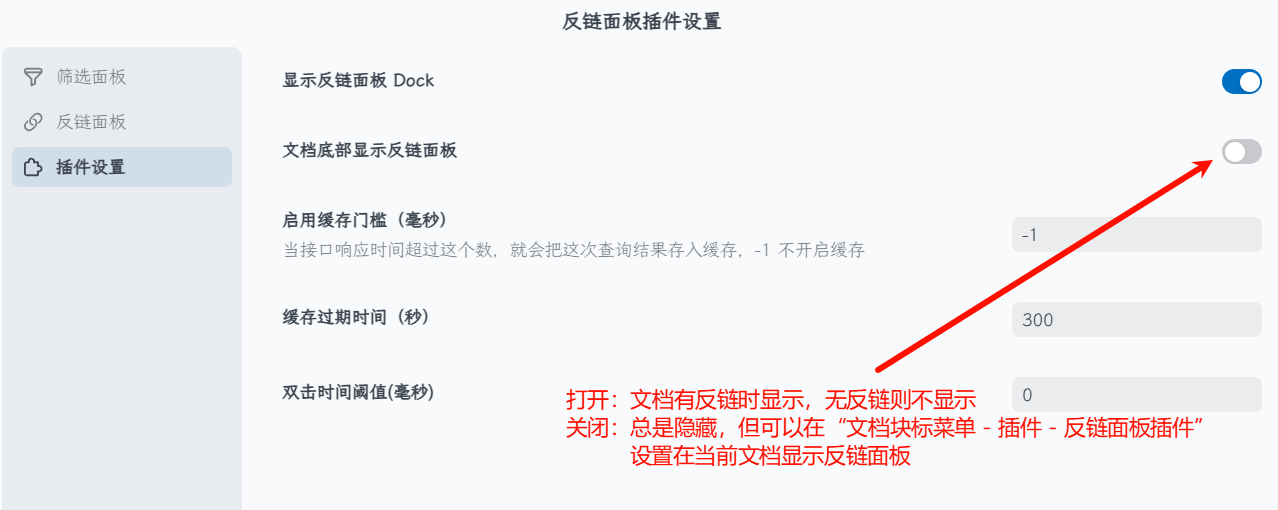 反链面板插件设置
筛选面板
反链面板
插件设置
显示反链面板 Dock
文档底部显示反链面板
启用缓存门槛（毫秒）
当接口响应时间超过这个数，就会把这次查询结果存入缓存，-1 不开启缓存
-1
缓存过期时间（秒）
300
双击时间阈值(毫秒)
0
打开：文档有反链时显示，无反链则不显示
关闭：总是隐藏，但可以在“文档块标菜单 - 插件 - 反链面板插件”
设置在当前文档显示反链面板